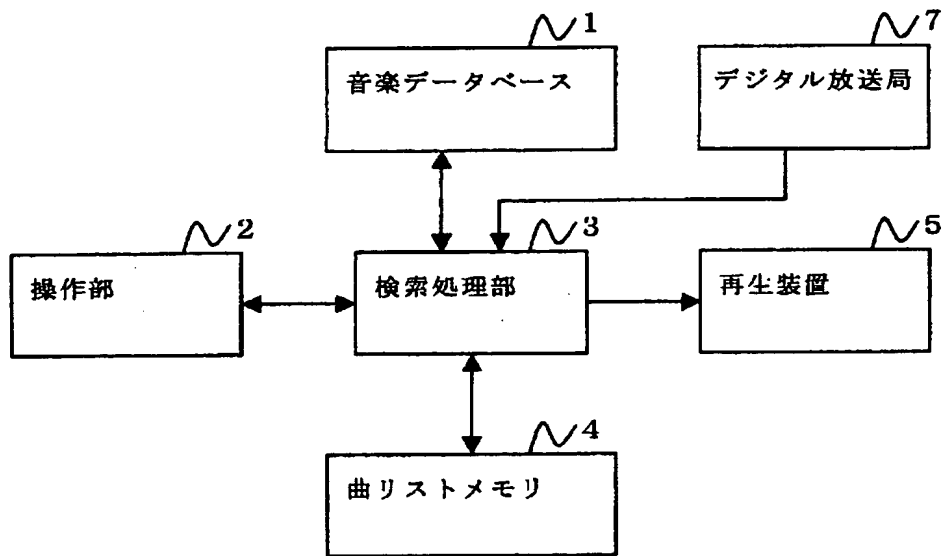 1
音楽データベース
7
デジタル放送局
2
操作部
3
検索処理部
5
再生装置
4
曲リストメモリ